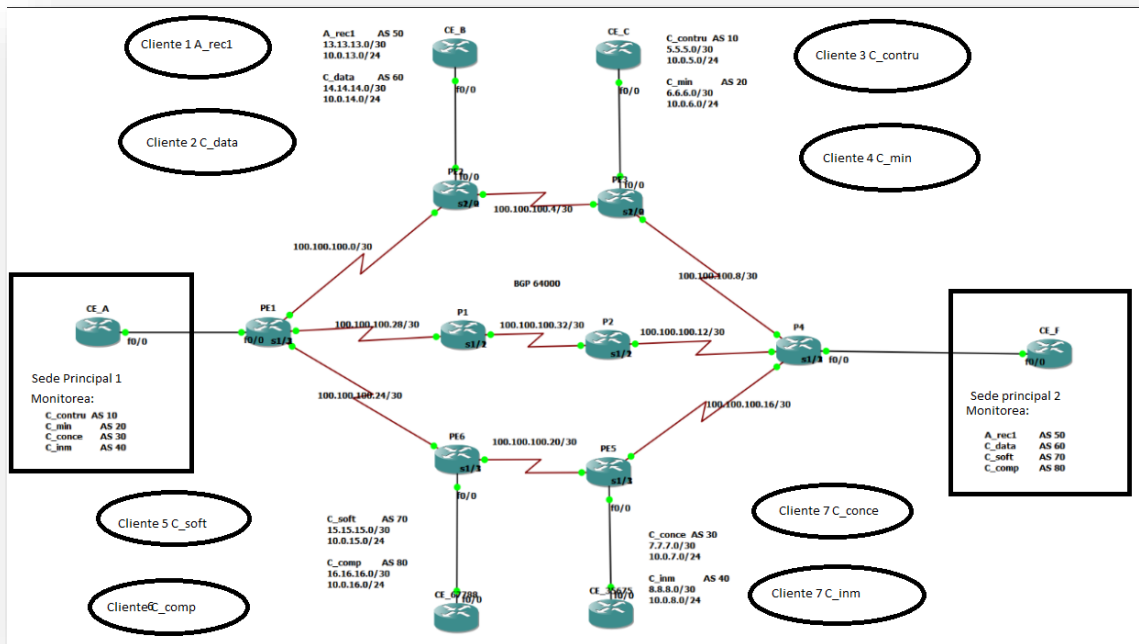 Cliente 1 A_rec1
A_rec1 AS 50
13.13.13.0/30
10.0.13.0/24
C_data AS 60
14.14.14.0/30
10.0.14.0/24
CE_B
f0/0
CE_C
f0/0
C_contru AS 10
5.5.5.0/30
10.0.5.0/24
C_min AS 20
6.6.6.0/30
10.0.6.0/24
Cliente 3 C_contru
Cliente 2 C_data
Cliente 4 C_min
PE2
f0/0
PE3
f0/0
100.100.100.4/30
100.100.100.0/30
100.100.100.8/30
BGP 64000
CE_A
f0/0
PE1
f0/0
100.100.100.28/30
P1
s1/2
100.100.100.32/30
P2
s1/2
100.100.100.12/30
P4
f0/0
CE_F
f0/0
Sede Principal 1
Monitorea:
C_contru AS 10
C_min AS 20
C_conce AS 30
C_inm AS 40
Sede principal 2
Monitorea:
A_rec1 AS 50
C_data AS 60
C_soft AS 70
C_comp AS 80
100.100.100.24/30
100.100.100.16/30
PE6
s1/3
f0/0
100.100.100.20/30
PE5
s1/3
f0/0
Cliente 5 C_soft
C_soft AS 70
15.15.15.0/30
10.0.15.0/24
C_comp AS 80
16.16.16.0/30
10.0.16.0/24
C_conce AS 30
7.7.7.0/30
10.0.7.0/24
C_inm AS 40
8.8.8.0/30
10.0.8.0/24
Cliente 7 C_conce
Cliente6 C_comp
f0/0
f0/0
Cliente 7 C_inm